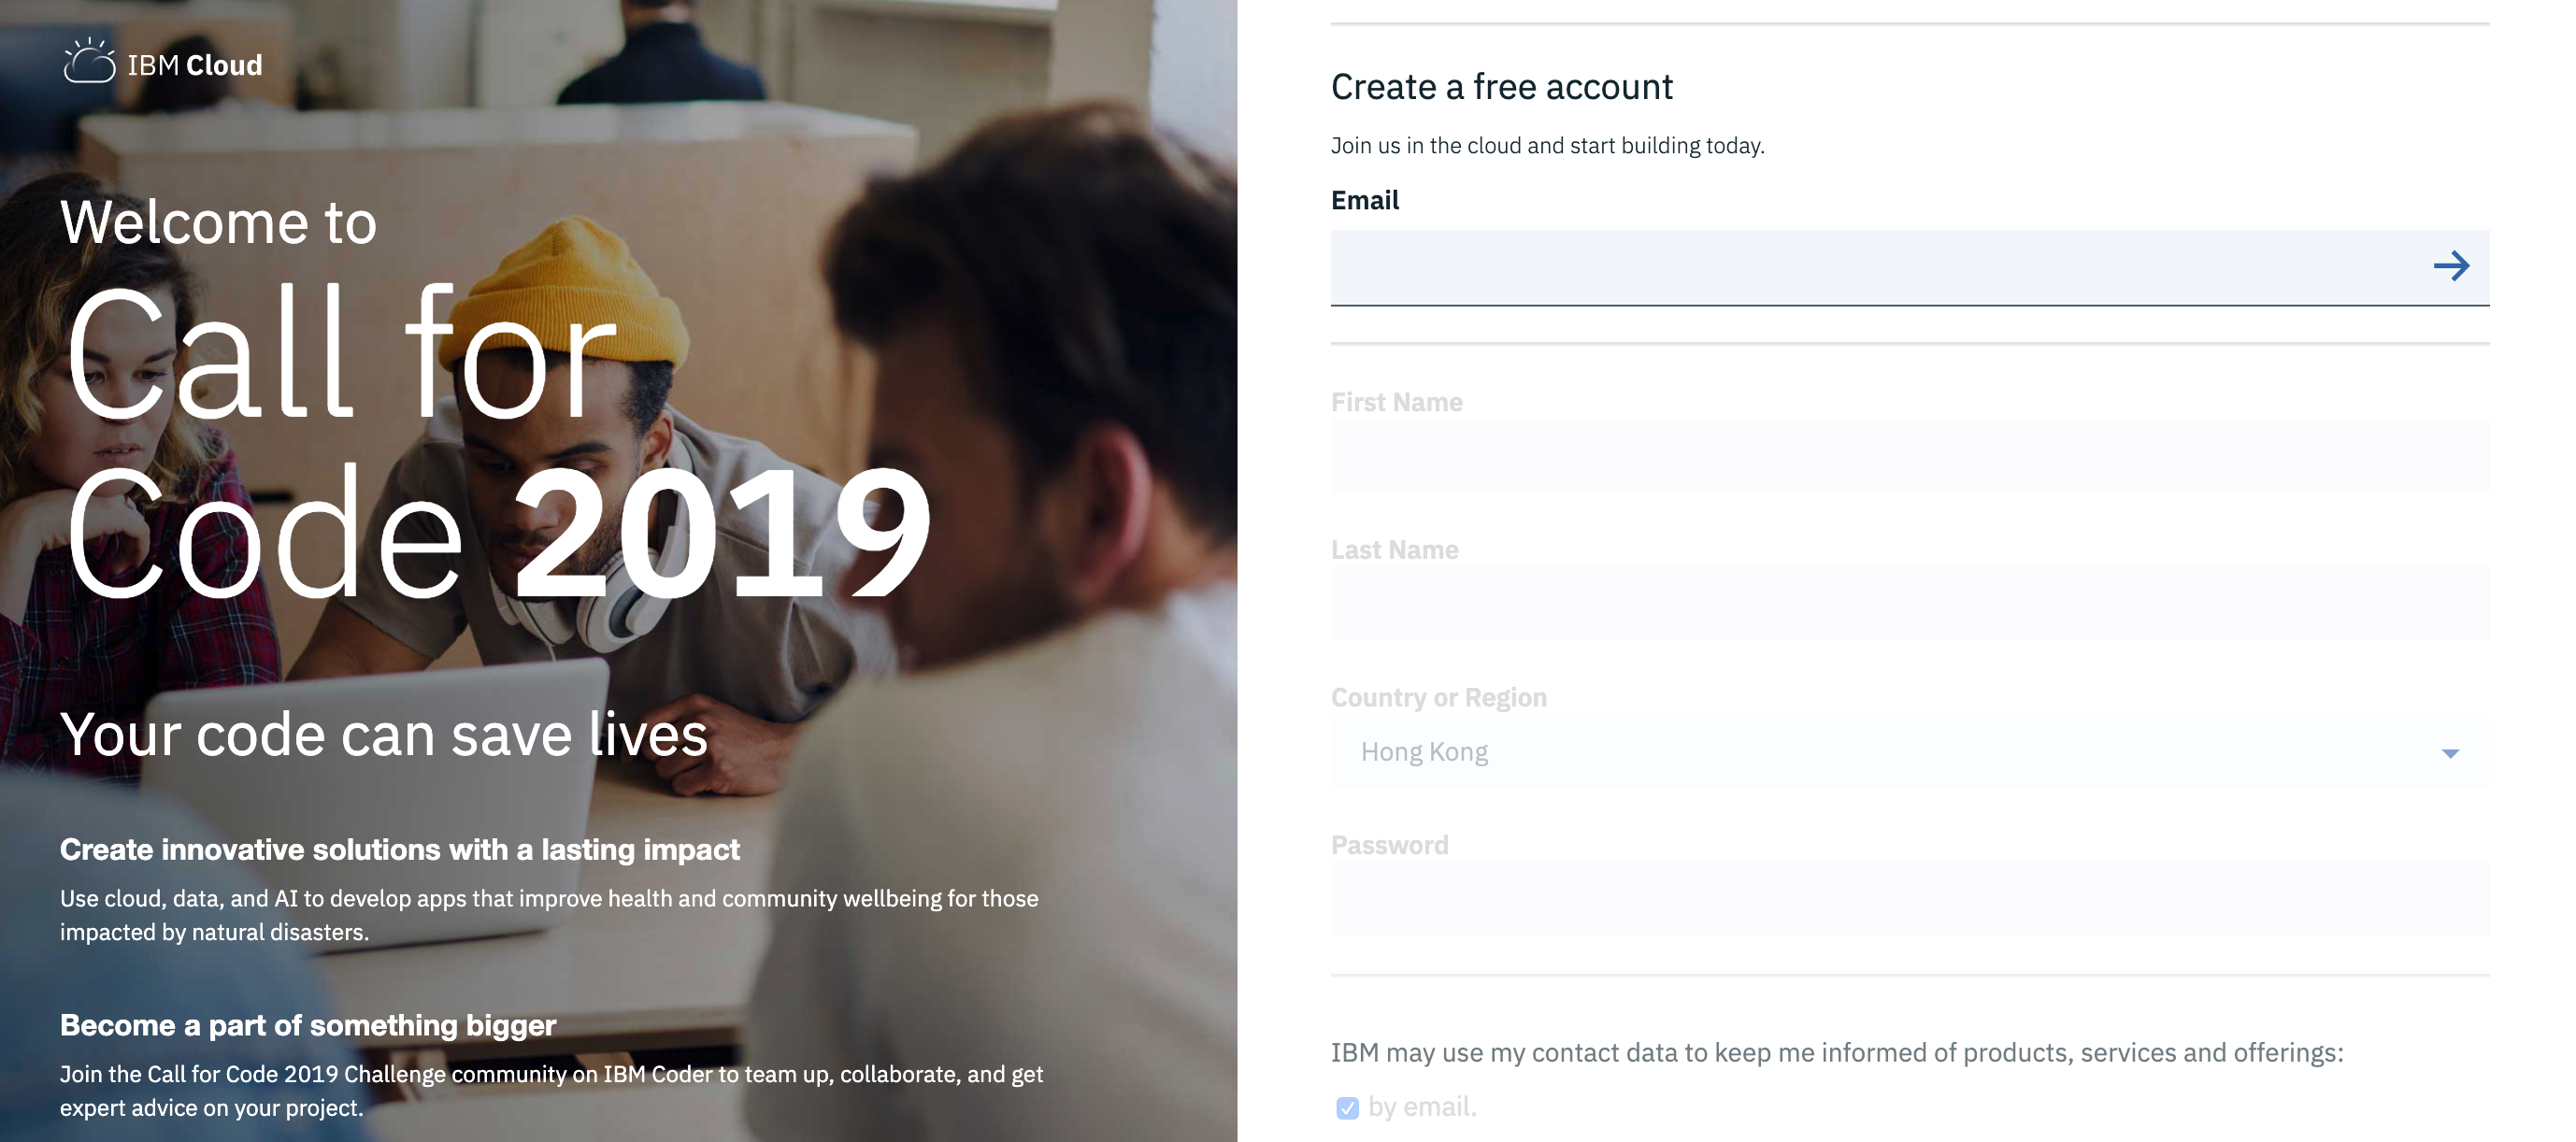 IBM Cloud
Welcome to
Call for
Code 2019
Your code can save lives
Create innovative solutions with a lasting impact
Use cloud, data, and AI to develop apps that improve health and community wellbeing for those
impacted by natural disasters.
Become a part of something bigger
Join the Call for Code 2019 Challenge community on IBM Coder to team up, collaborate, and get
expert advice on your project.
Create a free account
Join us in the cloud and start building today.
Email
First Name
Last Name
Country or Region
Hong Kong
Password
IBM may use my contact data to keep me informed of products, services and offerings:
by email.